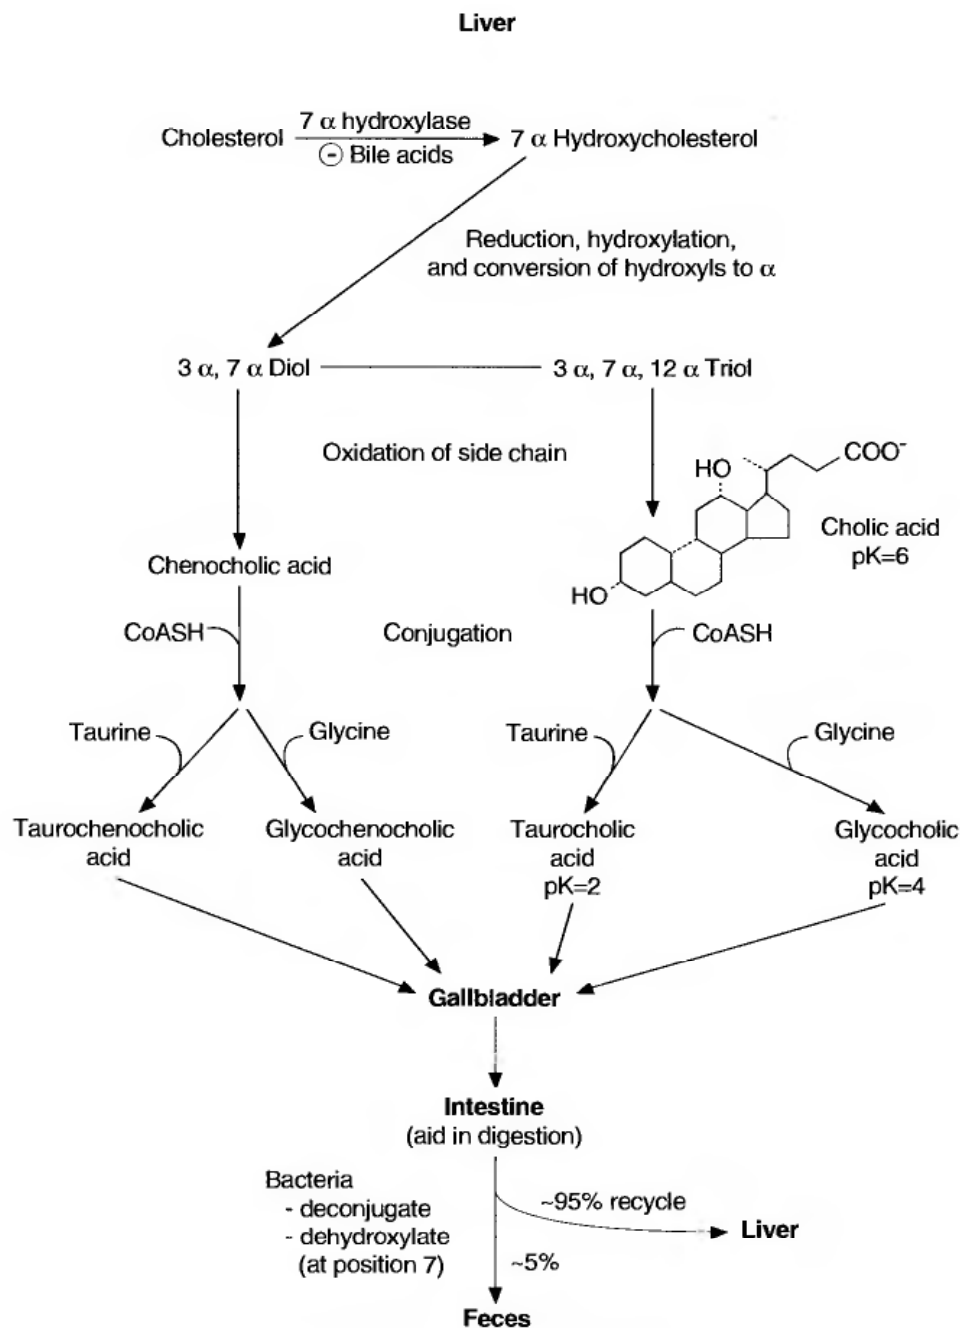 Liver
7 α hydroxylase
Cholesterol
7 α Hydroxycholesterol
⊖ Bile acids
Reduction, hydroxylation,
and conversion of hydroxyls to α
3 α, 7 α Diol
3 α, 7 α, 12 α Triol
Oxidation of side chain
HO
COO⁻
Cholic acid
pK=6
Chenocholic acid
HO
CoASH
Conjugation
CoASH
Taurine
Glycine
Taurine
Glycine
Taurochenocholic
acid
Glycochenocholic
acid
Taurocholic
acid
pK=2
Glycocholic
acid
pK=4
Gallbladder
Intestine
(aid in digestion)
Bacteria
- deconjugate
- dehydroxylate
(at position 7)
~95% recycle
Liver
~5%
Feces